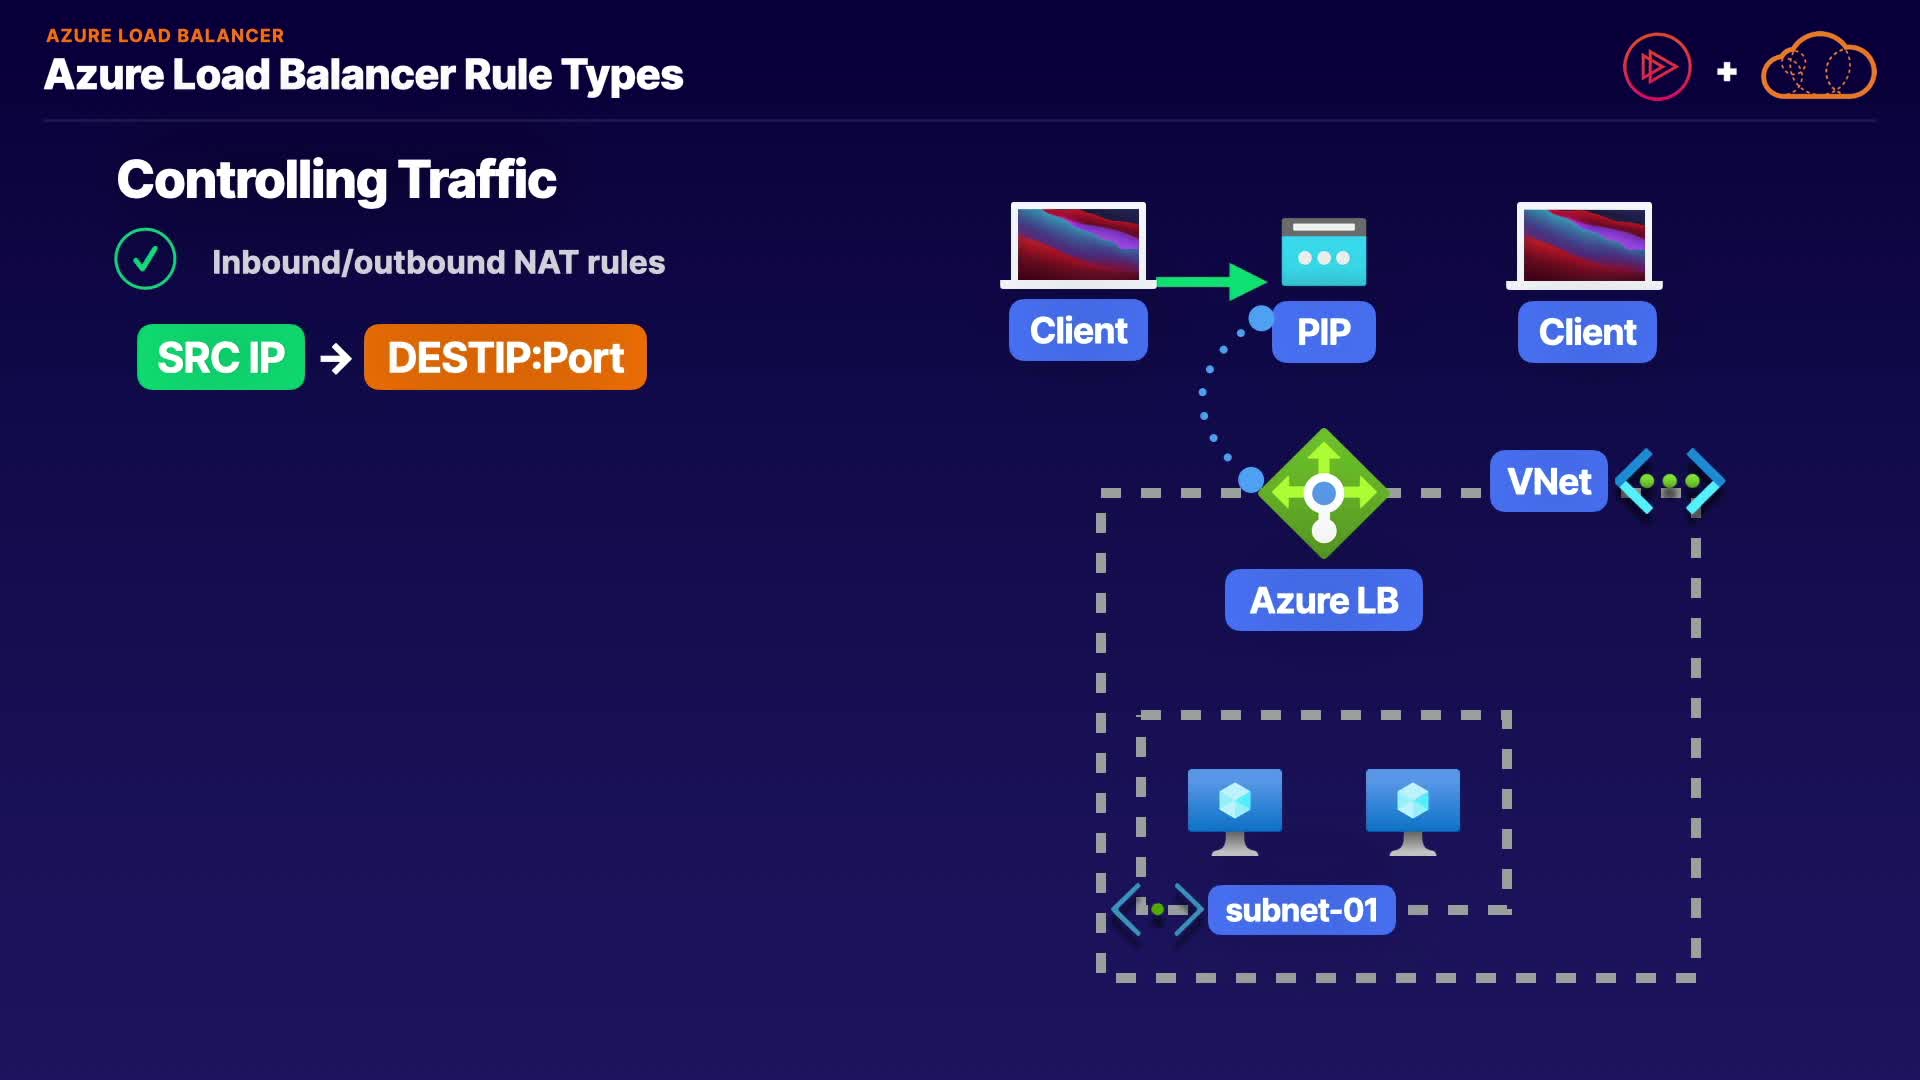 AZURE LOAD BALANCER
Azure Load Balancer Rule Types
+
Controlling Traffic
Inbound/outbound NAT rules
SRC IP → DESTIP:Port
Client
PIP
Client
VNet
Azure LB
subnet-01